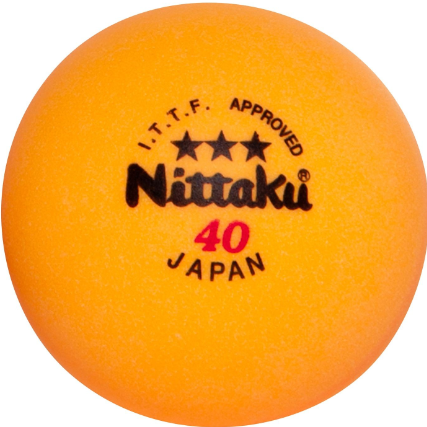 I.T.T.F. APPROVED
★★★
Nittaku®
40
JAPAN